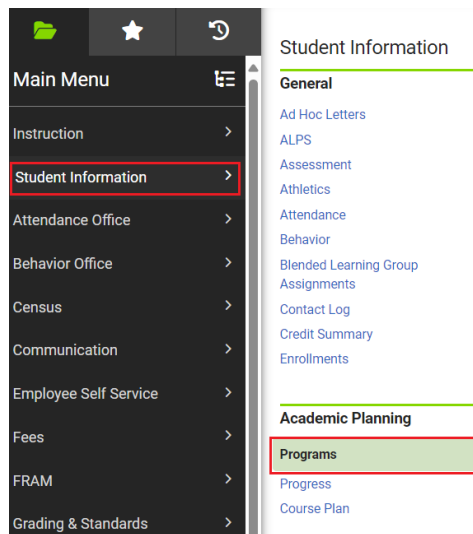 Main Menu
Instruction
Student Information
Attendance Office
Behavior Office
Census
Communication
Employee Self Service
Fees
FRAM
Grading & Standards
Student Information
General
Ad Hoc Letters
ALPS
Assessment
Athletics
Attendance
Behavior
Blended Learning Group
Assignments
Contact Log
Credit Summary
Enrollments
Academic Planning
Programs
Progress
Course Plan